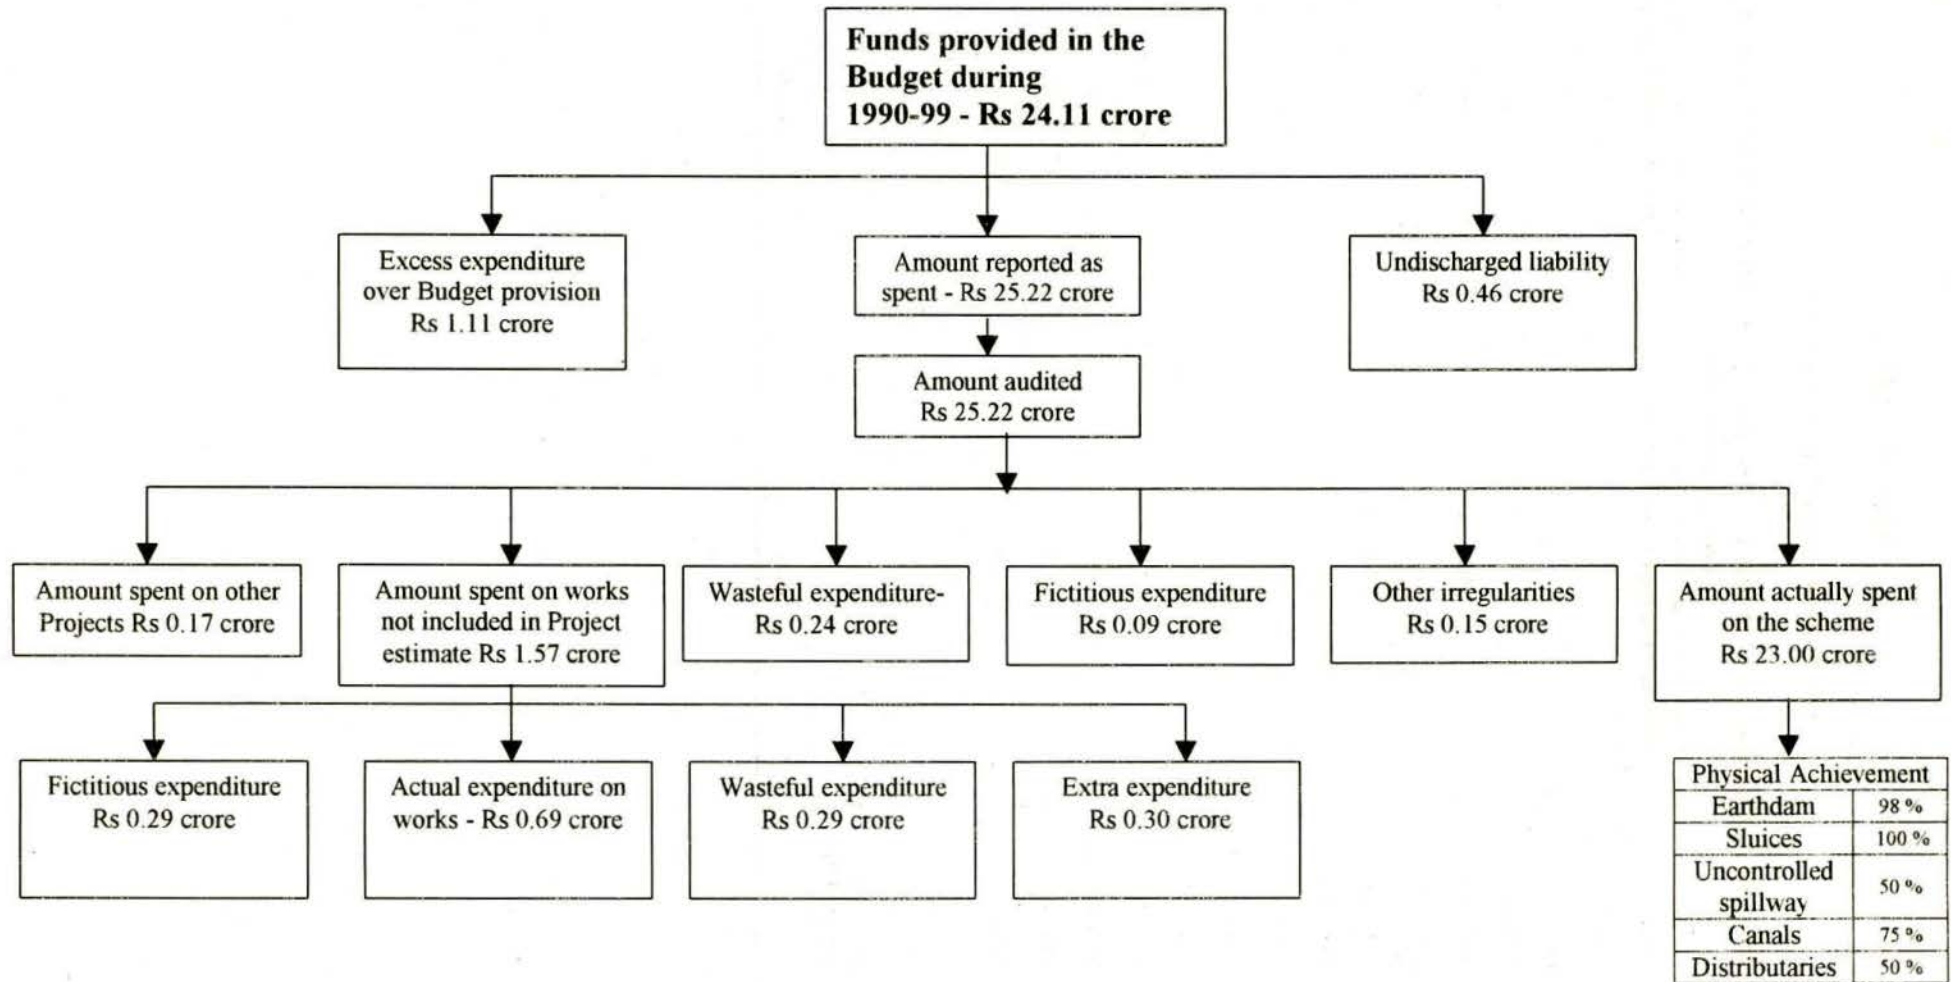 Funds provided in the
Budget during
1990-99 - Rs 24.11 crore
Excess expenditure
over Budget provision
Rs 1.11 crore
Amount reported as
spent - Rs 25.22 crore
Undischarged liability
Rs 0.46 crore
Amount audited
Rs 25.22 crore
Amount spent on other
Projects Rs 0.17 crore
Amount spent on works
not included in Project
estimate Rs 1.57 crore
Wasteful expenditure-
Rs 0.24 crore
Fictitious expenditure
Rs 0.09 crore
Other irregularities
Rs 0.15 crore
Amount actually spent
on the scheme
Rs 23.00 crore
Fictitious expenditure
Rs 0.29 crore
Actual expenditure on
works - Rs 0.69 crore
Wasteful expenditure
Rs 0.29 crore
Extra expenditure
Rs 0.30 crore
Physical Achievement
Earthdam 98 %
Sluices 100 %
Uncontrolled
spillway 50 %
Canals 75 %
Distributaries 50 %